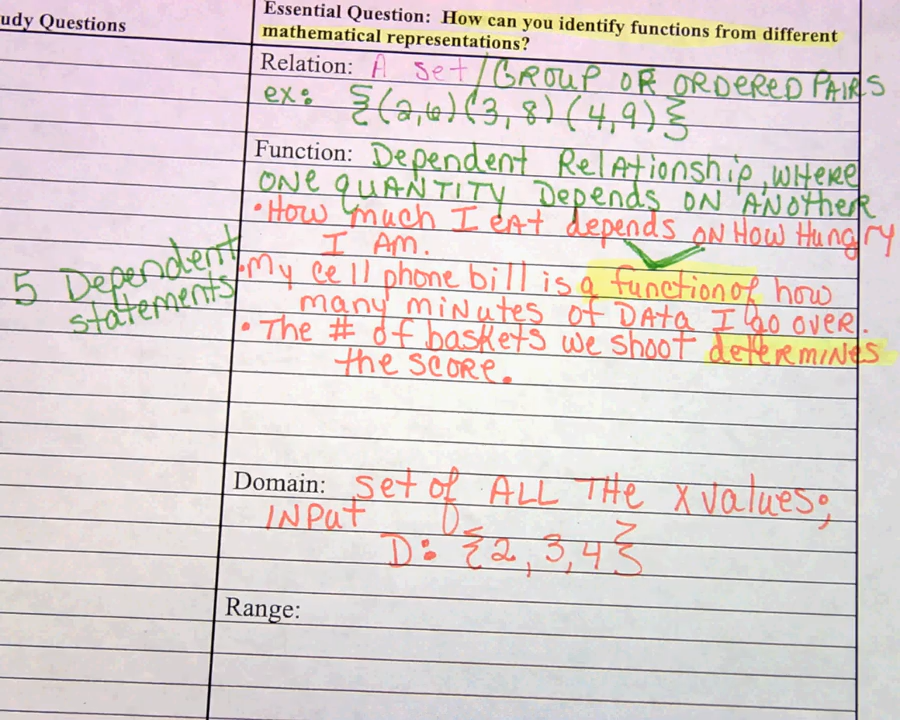 udy Questions
Essential Question: How can you identify functions from different
mathematical representations?
Relation: A set / GROUP OF ORDERED PAIRS
ex: {(2,6)(3,8)(4,9)}
Function: Dependent RelAtionship, wHere
ONE QUANTITY Depends ON ANOtheR
• How much I eAt depends ON How Hungry
I AM.
5 Dependent
statements
• My cell phone bill is a function of how
many miNutes of DAtA I go over.
• The # of baskets we shoot determines
the score.
Domain: set of ALL THe x values;
INPut
D: {2, 3, 4}
Range: